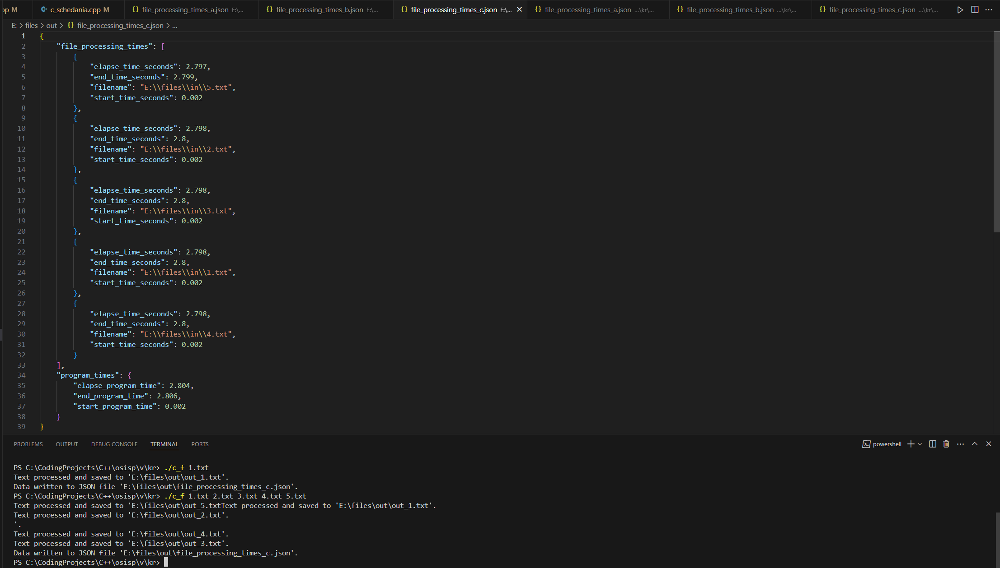 pp M c_schedania.cpp M {} file_processing_times_a.json E:\... {} file_processing_times_b.json E:\... {} file_processing_times_c.json E:\... {} file_processing_times_a.json ...\kr\... {} file_processing_times_b.json ...\kr\... {} file_processing_times_c.json ...\kr\...
E: > files > out > {} file_processing_times_c.json > ...
1 {
2 "file_processing_times": [
3 {
4 "elapse_time_seconds": 2.797,
5 "end_time_seconds": 2.799,
6 "filename": "E:\\files\\in\\5.txt",
7 "start_time_seconds": 0.002
8 },
9 {
10 "elapse_time_seconds": 2.798,
11 "end_time_seconds": 2.8,
12 "filename": "E:\\files\\in\\2.txt",
13 "start_time_seconds": 0.002
14 },
15 {
16 "elapse_time_seconds": 2.798,
17 "end_time_seconds": 2.8,
18 "filename": "E:\\files\\in\\3.txt",
19 "start_time_seconds": 0.002
20 },
21 {
22 "elapse_time_seconds": 2.798,
23 "end_time_seconds": 2.8,
24 "filename": "E:\\files\\in\\1.txt",
25 "start_time_seconds": 0.002
26 },
27 {
28 "elapse_time_seconds": 2.798,
29 "end_time_seconds": 2.8,
30 "filename": "E:\\files\\in\\4.txt",
31 "start_time_seconds": 0.002
32 }
33 ],
34 "program_times": {
35 "elapse_program_time": 2.804,
36 "end_program_time": 2.806,
37 "start_program_time": 0.002
38 }
39 }
PROBLEMS OUTPUT DEBUG CONSOLE TERMINAL PORTS powershell
PS C:\CodingProjects\C++\osisp\v\kr> ./c_f 1.txt
Text processed and saved to 'E:\files\out\out_1.txt'.
Data written to JSON file 'E:\files\out\file_processing_times_c.json'.
PS C:\CodingProjects\C++\osisp\v\kr> ./c_f 1.txt 2.txt 3.txt 4.txt 5.txt
Text processed and saved to 'E:\files\out\out_5.txtText processed and saved to 'E:\files\out\out_1.txt'.
Text processed and saved to 'E:\files\out\out_2.txt'.
'.
Text processed and saved to 'E:\files\out\out_4.txt'.
Text processed and saved to 'E:\files\out\out_3.txt'.
Data written to JSON file 'E:\files\out\file_processing_times_c.json'.
PS C:\CodingProjects\C++\osisp\v\kr>